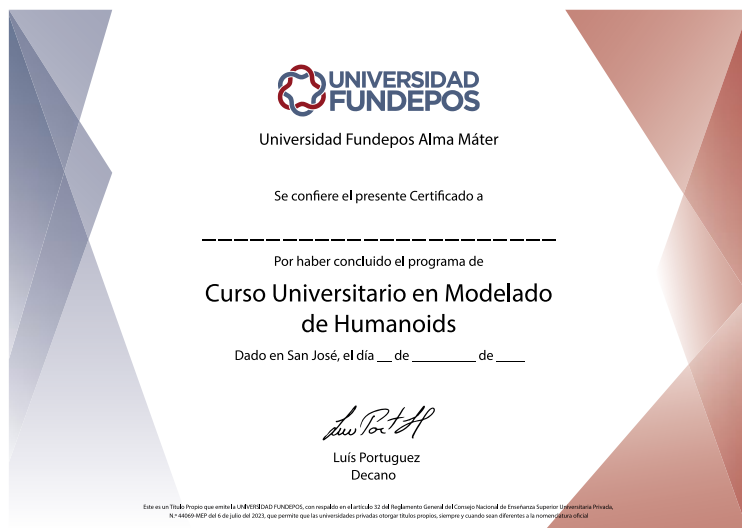 UNIVERSIDAD
FUNDEPOS
Universidad Fundepos Alma Máter
Se confiere el presente Certificado a
Por haber concluido el programa de
Curso Universitario en Modelado
de Humanoids
Dado en San José, el día __ de ________ de ____
Luís Portuguez
Decano
Este es un Título Propio que emite la UNIVERSIDAD FUNDEPOS, con respaldo en el artículo 32 del Reglamento General del Consejo Nacional de Enseñanza Superior Universitaria Privada,
N.º 44069-MEP del 6 de julio del 2023, que permite que las universidades privadas otorgar títulos propios, siempre y cuando sean diferentes a la nomenclatura oficial